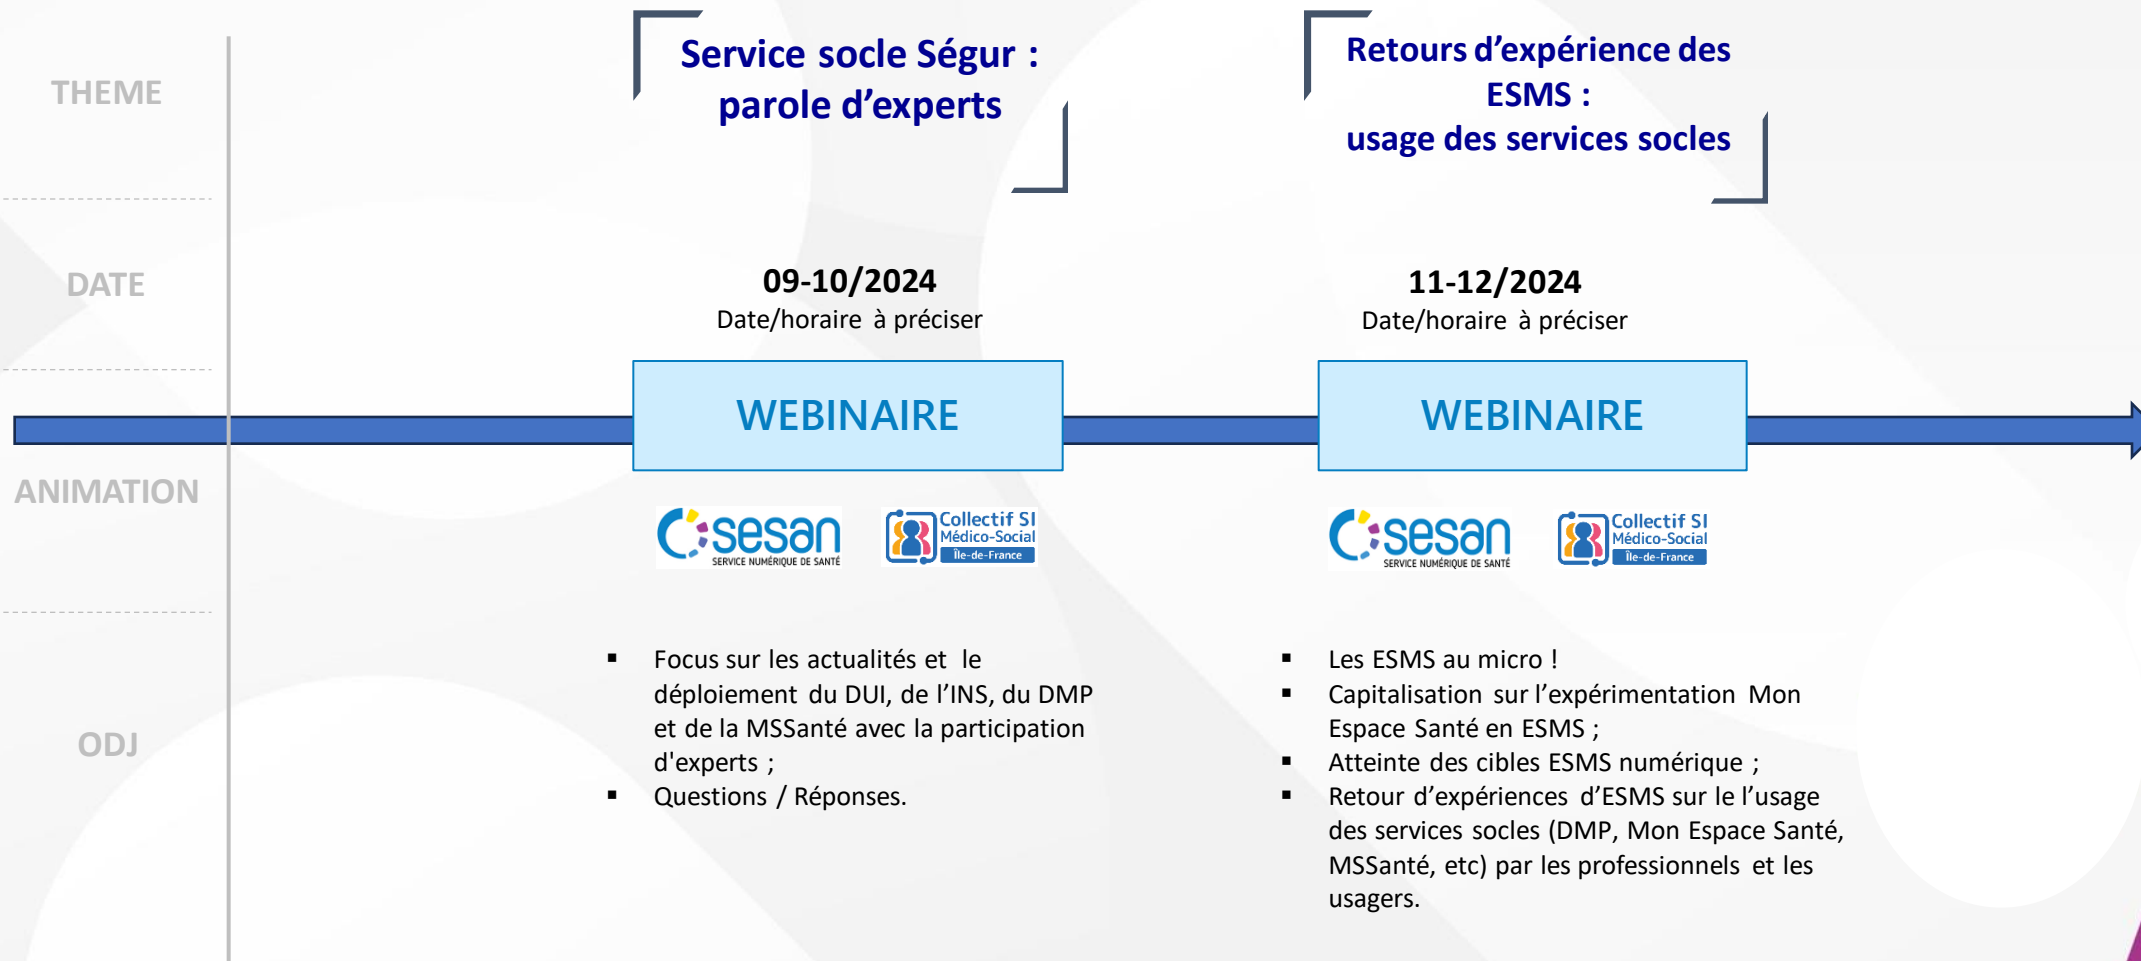 THEME
Service socle Ségur :
parole d'experts
Retours d'expérience des
ESMS :
usage des services socles
DATE
09-10/2024
Date/horaire à préciser
11-12/2024
Date/horaire à préciser
WEBINAIRE
WEBINAIRE
ANIMATION
sesan
SERVICE NUMÉRIQUE DE SANTÉ
Collectif SI
Médico-Social
Île-de-France
sesan
SERVICE NUMÉRIQUE DE SANTÉ
Collectif SI
Médico-Social
Île-de-France
ODJ
▪ Focus sur les actualités et le
déploiement du DUI, de l’INS, du DMP
et de la MSSanté avec la participation
d'experts ;
▪ Questions / Réponses.
▪ Les ESMS au micro !
▪ Capitalisation sur l’expérimentation Mon
Espace Santé en ESMS ;
▪ Atteinte des cibles ESMS numérique ;
▪ Retour d’expériences d’ESMS sur le l’usage
des services socles (DMP, Mon Espace Santé,
MSSanté, etc) par les professionnels et les
usagers.